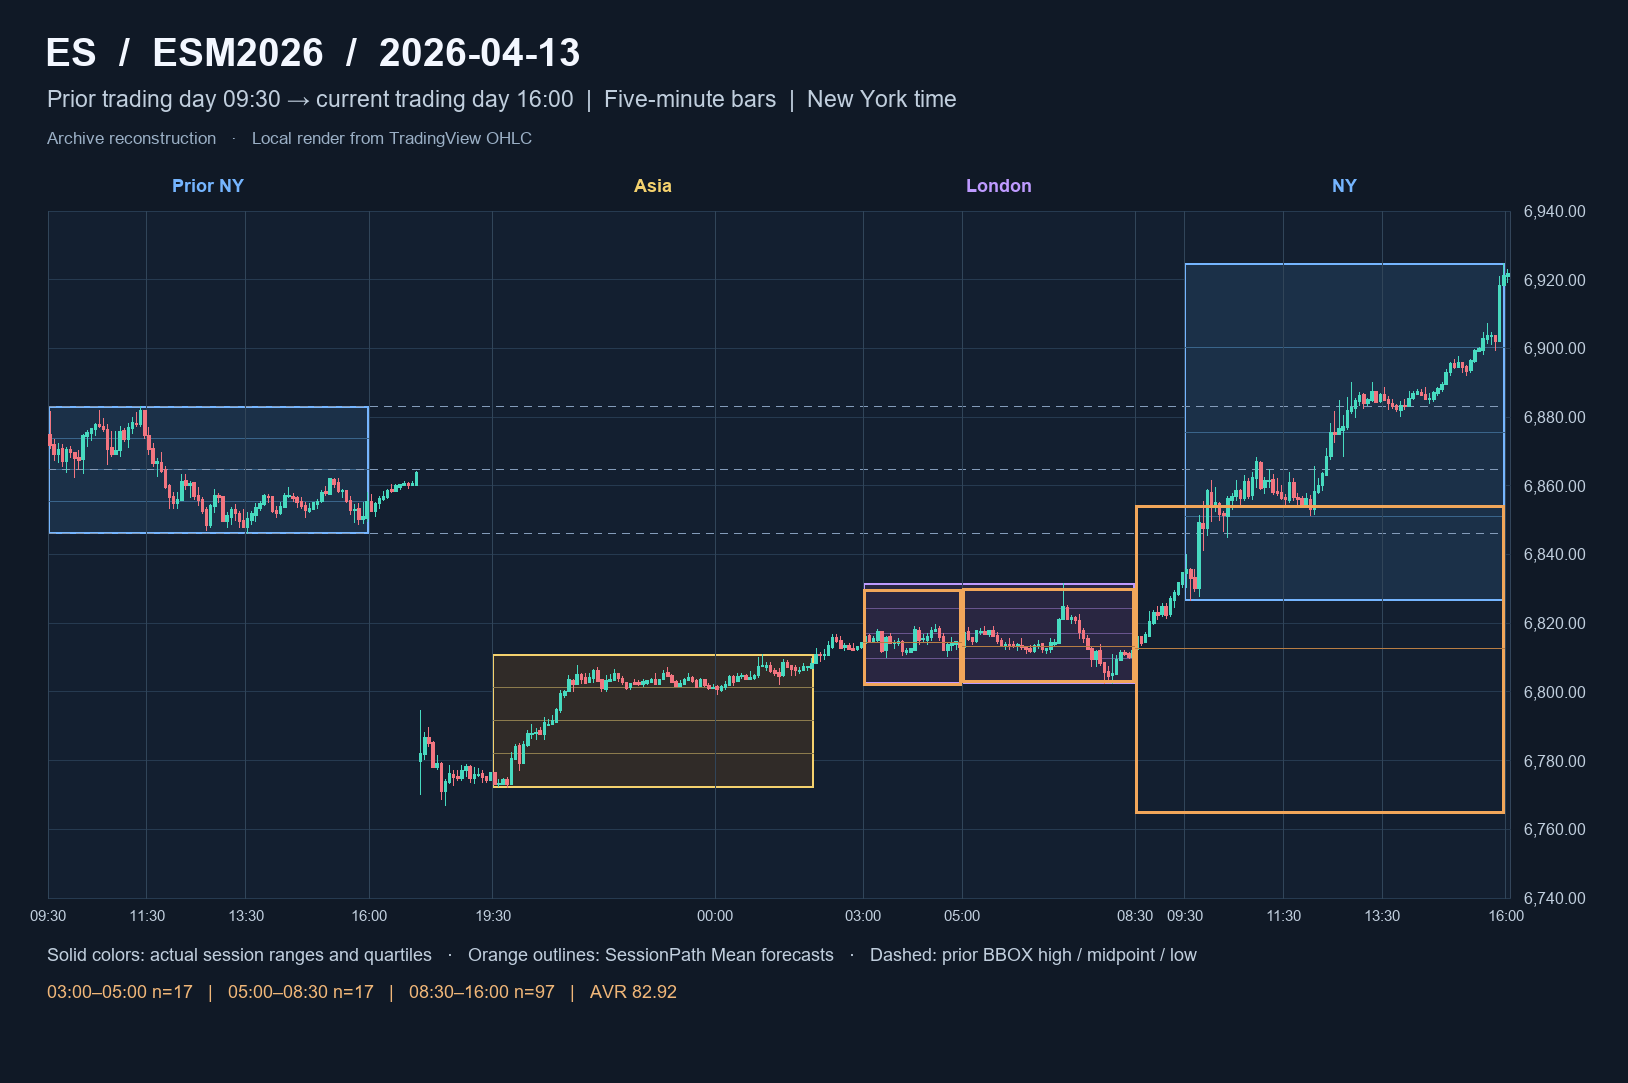 ES / ESM2026 / 2026-04-13
Prior trading day 09:30 → current trading day 16:00 | Five-minute bars | New York time
Archive reconstruction · Local render from TradingView OHLC
Prior NY Asia London NY
6,940.00
6,920.00
6,900.00
6,880.00
6,860.00
6,840.00
6,820.00
6,800.00
6,780.00
6,760.00
6,740.00
09:30 11:30 13:30 16:00 19:30 00:00 03:00 05:00 08:30 09:30 11:30 13:30 16:00
Solid colors: actual session ranges and quartiles · Orange outlines: SessionPath Mean forecasts · Dashed: prior BBOX high / midpoint / low
03:00–05:00 n=17 | 05:00–08:30 n=17 | 08:30–16:00 n=97 | AVR 82.92